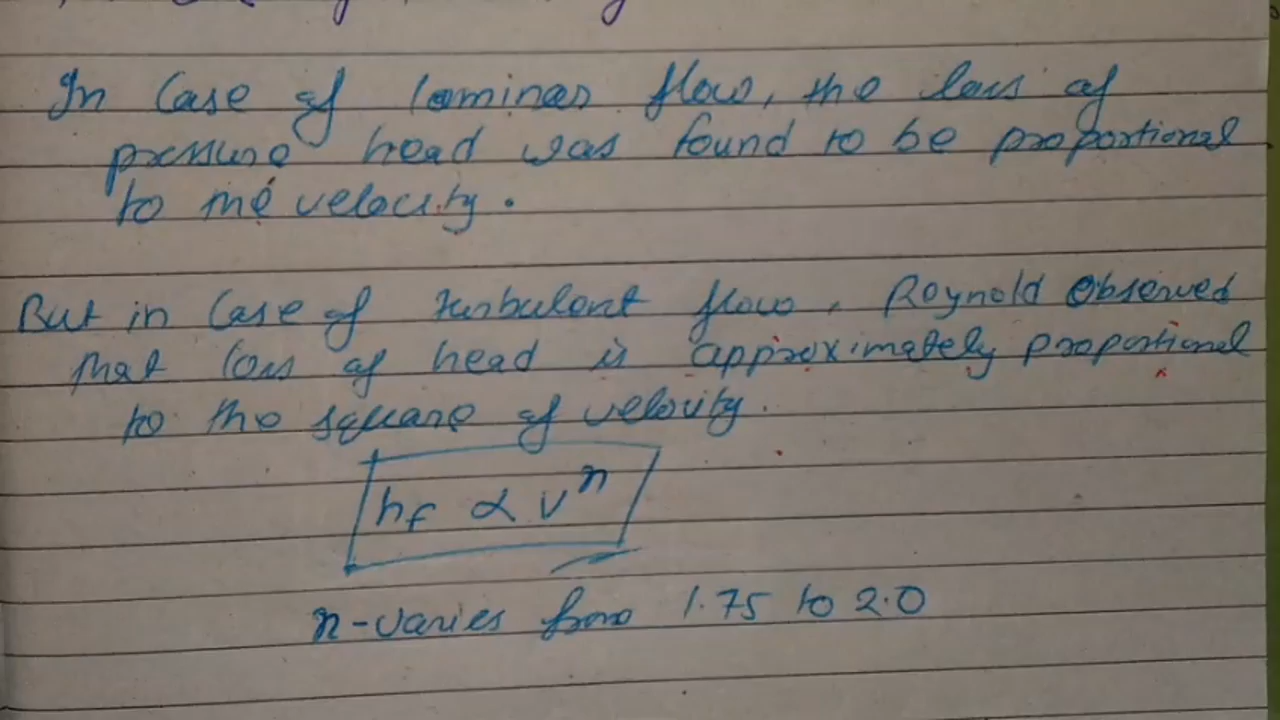 In Case of laminar flow, the loss of
pressure head was found to be proportional
to the velocity.
But in Case of turbulent flow, Reynold Observed
that loss of head is approximately proportional
to the square of velocity.
hf ∝ v^n
n-varies from 1.75 to 2.0